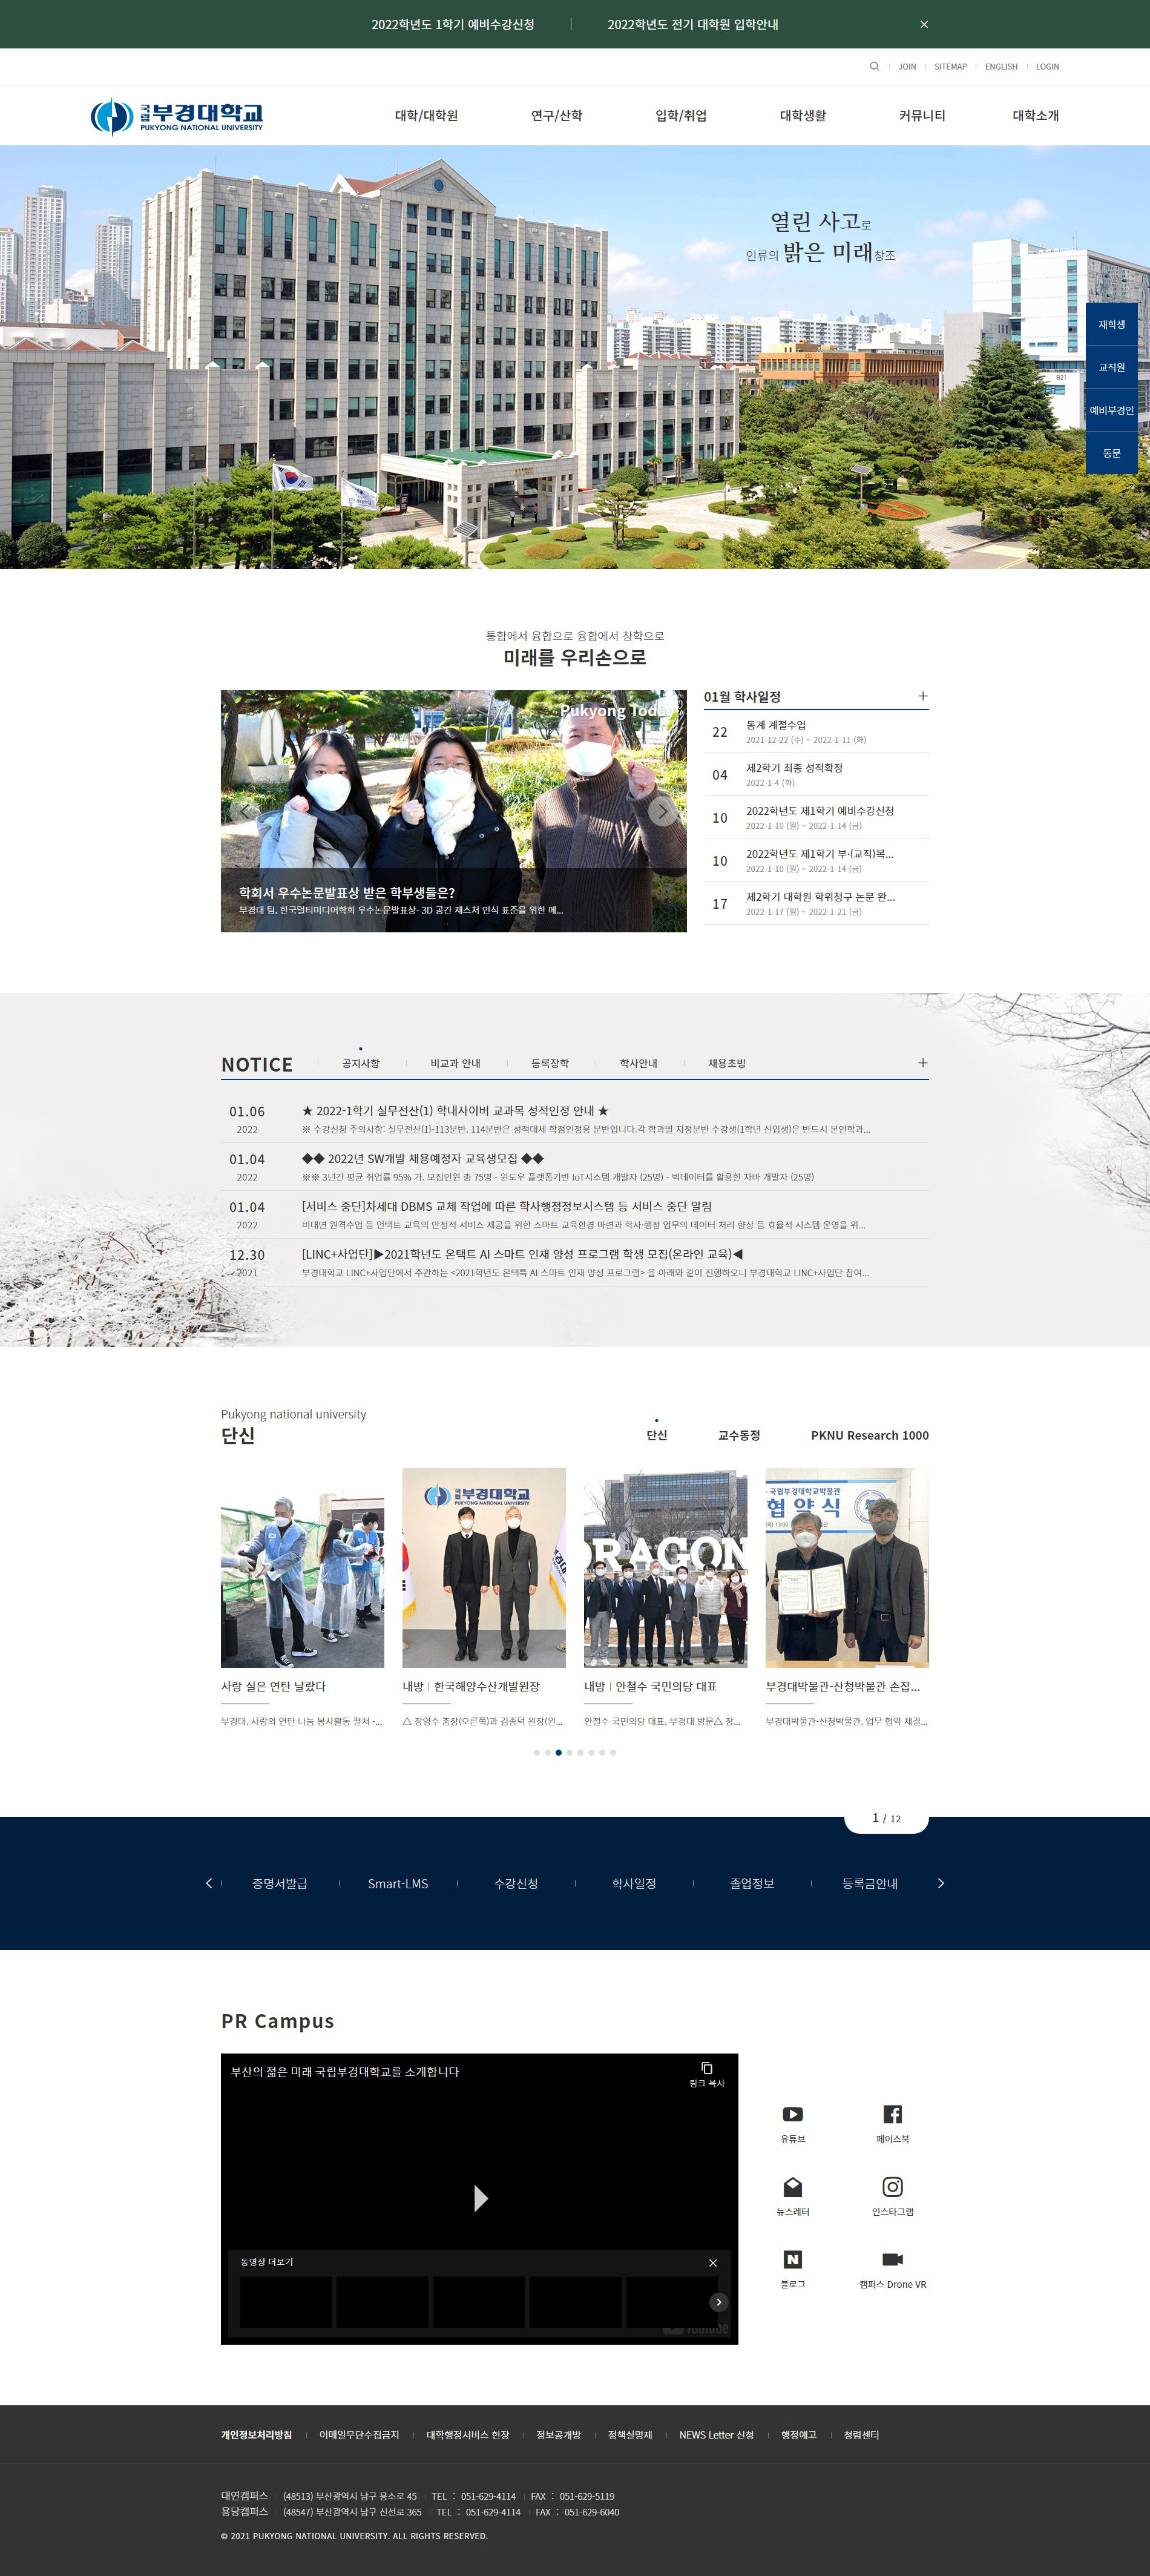 2022학년도 1학기 예비수강신청
2022학년도 전기 대학원 입학안내
JOIN
SITEMAP
ENGLISH
LOGIN
국립부경대학교
PUKYONG NATIONAL UNIVERSITY
대학/대학원
연구/산학
입학/취업
대학생활
커뮤니티
대학소개
열린 사고로
인류의 밝은 미래창조
재학생
교직원
예비부경인
동문
통합에서 융합으로 융합에서 창학으로
미래를 우리손으로
Pukyong Today
학회서 우수논문발표상 받은 학부생들은?
부경대 팀, 한국멀티미디어학회 우수논문발표상- 3D 공간 제스처 인식 표준을 위한 메...
01월 학사일정
22 동계 계절수업
2021-12-22 (수) ~ 2022-1-11 (화)
04 제2학기 최종 성적확정
2022-1-4 (화)
10 2022학년도 제1학기 예비수강신청
2022-1-10 (월) ~ 2022-1-14 (금)
10 2022학년도 제1학기 부·(교직)복...
2022-1-10 (월) ~ 2022-1-14 (금)
17 제2학기 대학원 학위청구 논문 완...
2022-1-17 (월) ~ 2022-1-21 (금)
NOTICE
공지사항
비교과 안내
등록장학
학사안내
채용초빙
01.06 ★ 2022-1학기 실무전산(1) 학내사이버 교과목 성적인정 안내 ★
2022 ※ 수강신청 주의사항: 실무전산(1)-113분반, 114분반은 성적대체 학점인정용 분반입니다.각 학과별 지정분반 수강생(1학년 신입생)은 반드시 본인학과...
01.04 ◆◆ 2022년 SW개발 채용예정자 교육생모집 ◆◆
2022 ※※ 3년간 평균 취업률 95% 가. 모집인원 총 75명 - 윈도우 플랫폼기반 IoT시스템 개발자 (25명) - 빅데이터를 활용한 자바 개발자 (25명)
01.04 [서비스 중단]차세대 DBMS 교체 작업에 따른 학사행정정보시스템 등 서비스 중단 알림
2022 비대면 원격수업 등 언택트 교육의 안정적 서비스 제공을 위한 스마트 교육환경 마련과 학사·행정 업무의 데이터 처리 향상 등 효율적 시스템 운영을 위...
12.30 [LINC+사업단]▶2021학년도 온택트 AI 스마트 인재 양성 프로그램 학생 모집(온라인 교육)◀
2021 부경대학교 LINC+사업단에서 주관하는 <2021학년도 온택특 AI 스마트 인재 양성 프로그램> 을 아래와 같이 진행하오니 부경대학교 LINC+사업단 참여...
Pukyong national university
단신
단신
교수동정
PKNU Research 1000
국립부경대학교
PUKYONG NATIONAL UNIVERSITY
DRAGON
국립부경대학교박물관
협 약 식
사랑 실은 연탄 날랐다
부경대, 사랑의 연탄 나눔 봉사활동 펼쳐 -...
내방｜한국해양수산개발원장
△ 장영수 총장(오른쪽)과 김종덕 원장(왼...
내방｜안철수 국민의당 대표
안철수 국민의당 대표, 부경대 방문△ 장...
부경대박물관-산청박물관 손잡...
부경대박물관-산청박물관, 업무 협약 체결...
1 / 12
증명서발급
Smart-LMS
수강신청
학사일정
졸업정보
등록금안내
PR Campus
부산의 젊은 미래 국립부경대학교를 소개합니다
링크 복사
동영상 더보기
YouTube
유튜브
페이스북
뉴스레터
인스타그램
블로그
캠퍼스 Drone VR
개인정보처리방침
이메일무단수집금지
대학행정서비스 헌장
정보공개방
정책실명제
NEWS Letter 신청
행정예고
청렴센터
대연캠퍼스 (48513) 부산광역시 남구 용소로 45 TEL : 051-629-4114 FAX : 051-629-5119
용당캠퍼스 (48547) 부산광역시 남구 신선로 365 TEL : 051-629-4114 FAX : 051-629-6040
© 2021 PUKYONG NATIONAL UNIVERSITY. ALL RIGHTS RESERVED.